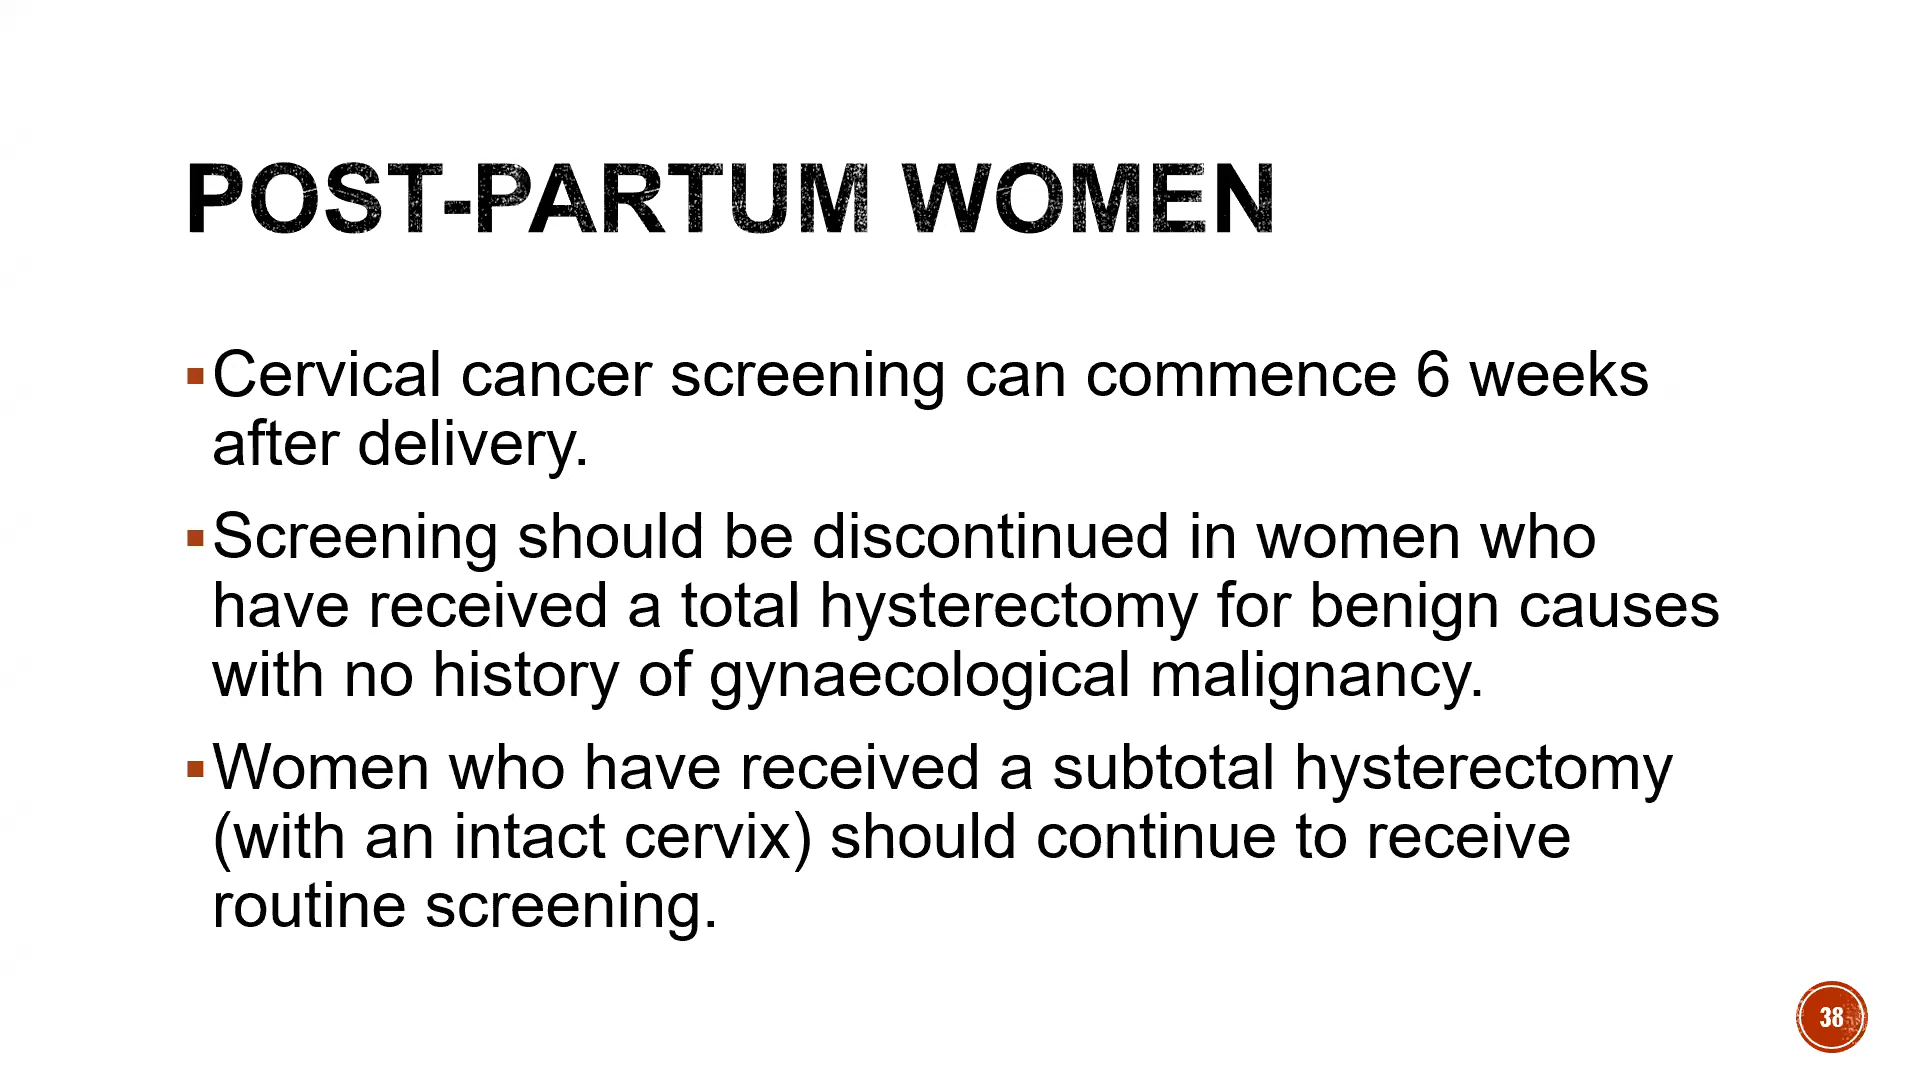 POST-PARTUM WOMEN
▪Cervical cancer screening can commence 6 weeks
after delivery.
▪Screening should be discontinued in women who
have received a total hysterectomy for benign causes
with no history of gynaecological malignancy.
▪Women who have received a subtotal hysterectomy
(with an intact cervix) should continue to receive
routine screening.
38